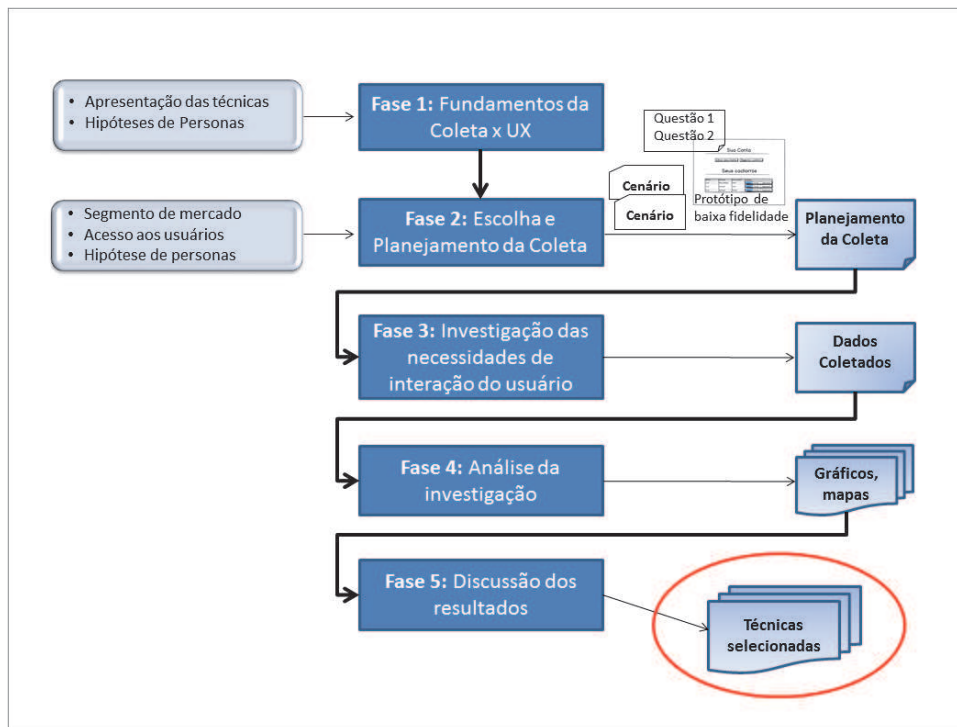 • Apresentação das técnicas
• Hipóteses de Personas
Fase 1: Fundamentos da
Coleta x UX
Questão 1
Questão 2
Sua Conta
Cenário
Cenário
Protótipo de
baixa fidelidade
• Segmento de mercado
• Acesso aos usuários
• Hipótese de personas
Fase 2: Escolha e
Planejamento da Coleta
Planejamento
da Coleta
Fase 3: Investigação das
necessidades de
interação do usuário
Dados
Coletados
Fase 4: Análise da
investigação
Gráficos,
mapas
Fase 5: Discussão dos
resultados
Técnicas
selecionadas